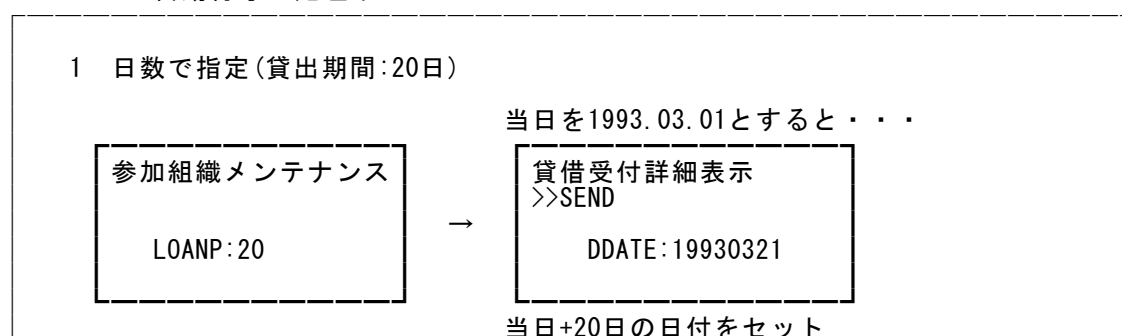 1 日数で指定(貸出期間:20日)
当日を1993.03.01とすると・・・
参加組織メンテナンス
LOANP:20
→
貸借受付詳細表示
>>SEND
DDATE:19930321
当日+20日の日付をセット